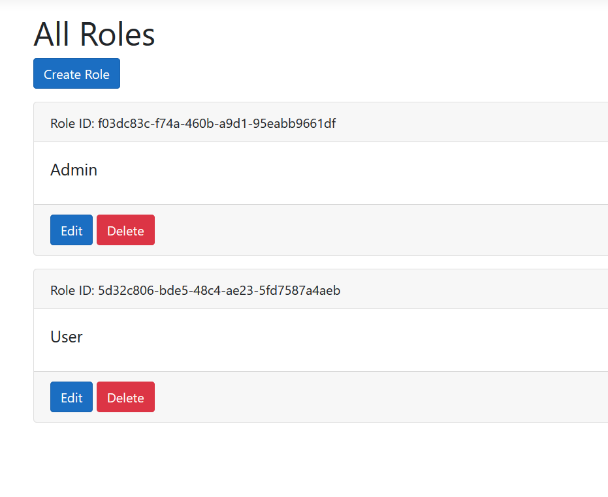 All Roles
Create Role
Role ID: f03dc83c-f74a-460b-a9d1-95eabb9661df
Admin
Edit Delete
Role ID: 5d32c806-bde5-48c4-ae23-5fd7587a4aeb
User
Edit Delete